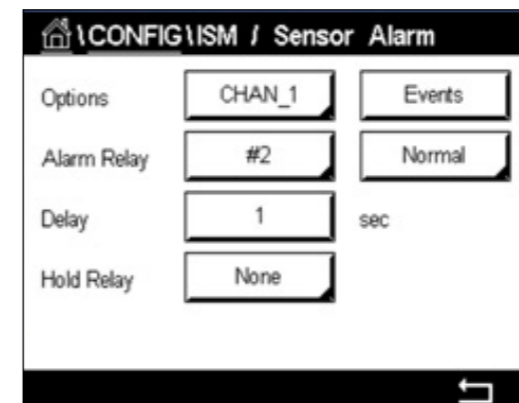 \CONFIG\ISM / Sensor Alarm
Options CHAN_1 Events
Alarm Relay #2 Normal
Delay 1 sec
Hold Relay None